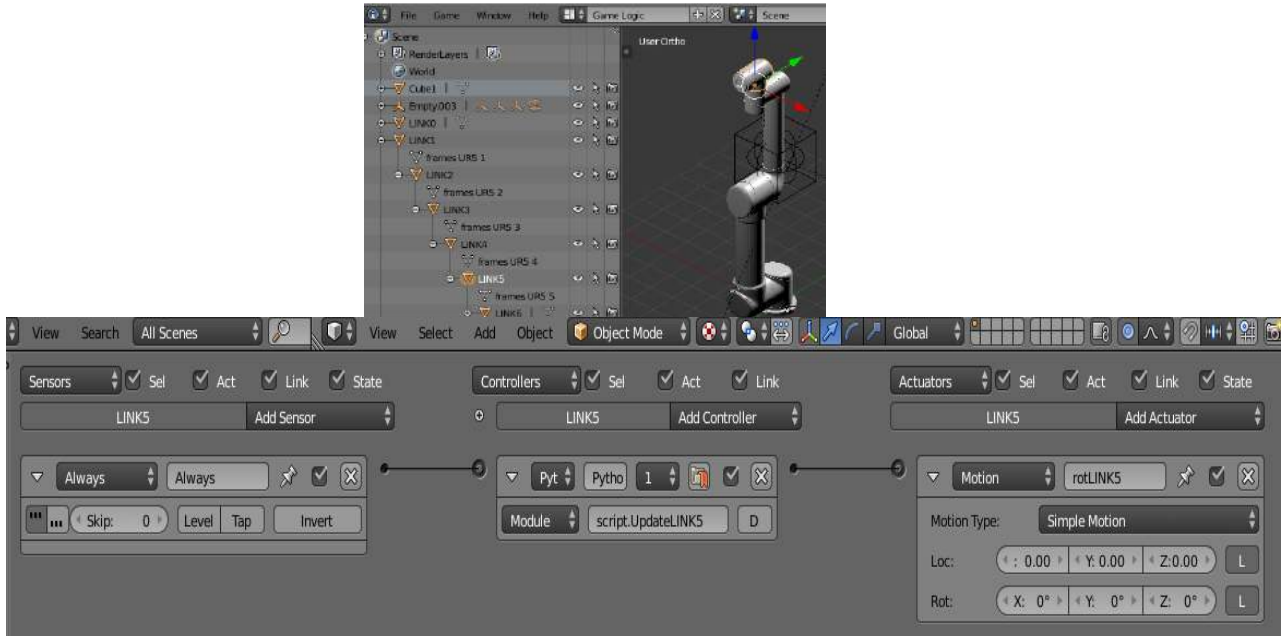 File Game Window Help Game Logic Scene
Scene
RenderLayers
World
Cube1
Empty.003
LINK0
LINK1
frames UR5 1
LINK2
frames UR5 2
LINK3
frames UR5 3
LINK4
frames UR5 4
LINK5
frames UR5 5
LINK6
User Ortho
View Search All Scenes View Select Add Object Object Mode Global
Sensors Sel Act Link State Controllers Sel Act Link Actuators Sel Act Link State
LINK5 Add Sensor LINK5 Add Controller LINK5 Add Actuator
Always Always Pyt Pytho 1 Motion rotLINK5
Skip: 0 Level Tap Invert Module script.UpdateLINK5 D Motion Type: Simple Motion
Loc: : 0.00 Y: 0.00 Z:0.00 L
Rot: X: 0° Y: 0° Z: 0° L